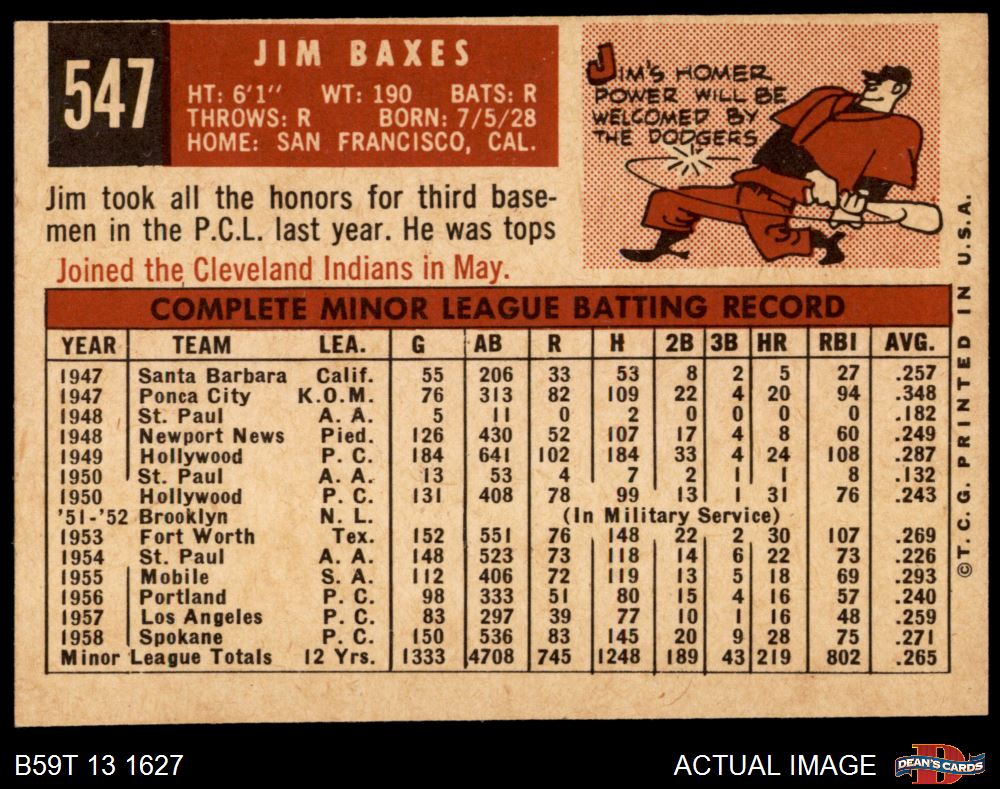 547
JIM BAXES
HT: 6'1" WT: 190 BATS: R
THROWS: R BORN: 7/5/28
HOME: SAN FRANCISCO, CAL.
JIM'S HOMER
POWER WILL BE
WELCOMED BY
THE DODGERS
Jim took all the honors for third base-
men in the P.C.L. last year. He was tops
Joined the Cleveland Indians in May.
COMPLETE MINOR LEAGUE BATTING RECORD
YEAR TEAM LEA. G AB R H 2B 3B HR RBI AVG.
1947 Santa Barbara Calif. 55 206 33 53 8 2 5 27 .257
1947 Ponca City K.O.M. 76 313 82 109 22 4 20 94 .348
1948 St. Paul A. A. 5 11 0 2 0 0 0 0 .182
1948 Newport News Pied. 126 430 52 107 17 4 8 60 .249
1949 Hollywood P. C. 184 641 102 184 33 4 24 108 .287
1950 St. Paul A. A. 13 53 4 7 2 1 1 8 .132
1950 Hollywood P. C. 131 408 78 99 13 1 31 76 .243
'51-'52 Brooklyn N. L. (In Military Service)
1953 Fort Worth Tex. 152 551 76 148 22 2 30 107 .269
1954 St. Paul A. A. 148 523 73 118 14 6 22 73 .226
1955 Mobile S. A. 112 406 72 119 13 5 18 69 .293
1956 Portland P. C. 98 333 51 80 15 4 16 57 .240
1957 Los Angeles P. C. 83 297 39 77 10 1 16 48 .259
1958 Spokane P. C. 150 536 83 145 20 9 28 75 .271
Minor League Totals 12 Yrs. 1333 4708 745 1248 189 43 219 802 .265
©T.C.G. PRINTED IN U.S.A.
B59T 13 1627
ACTUAL IMAGE
DEAN'S CARDS